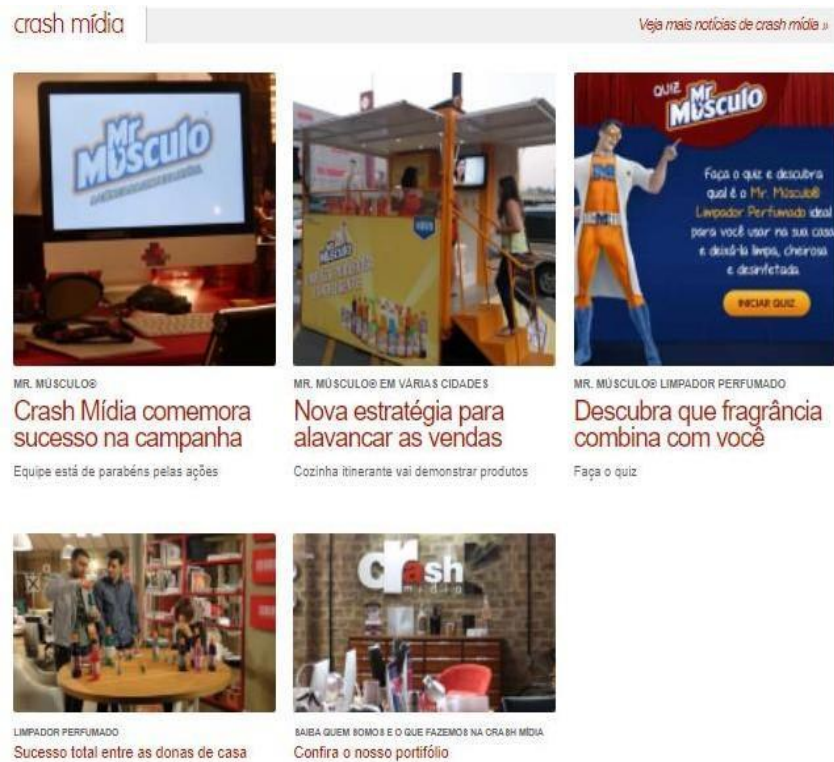 crash mídia
Veja mais notícias de crash mídia »
Mr
Músculo
Mr
Músculo
QUIZ Mr
Músculo
Faça o quiz e descubra
qual é o Mr. Músculo®
Limpador Perfumado ideal
para você usar na sua casa
e deixá-la limpa, cheirosa
e desinfetada.
INICIAR QUIZ
MR. MÚSCULO®
Crash Mídia comemora
sucesso na campanha
Equipe está de parabéns pelas ações
MR. MÚSCULO® EM VÁRIAS CIDADES
Nova estratégia para
alavancar as vendas
Cozinha itinerante vai demonstrar produtos
MR. MÚSCULO® LIMPADOR PERFUMADO
Descubra que fragrância
combina com você
Faça o quiz
crash
mídia
LIMPADOR PERFUMADO
Sucesso total entre as donas de casa
SAIBA QUEM SOMOS E O QUE FAZEMOS NA CRASH MÍDIA
Confira o nosso portifólio